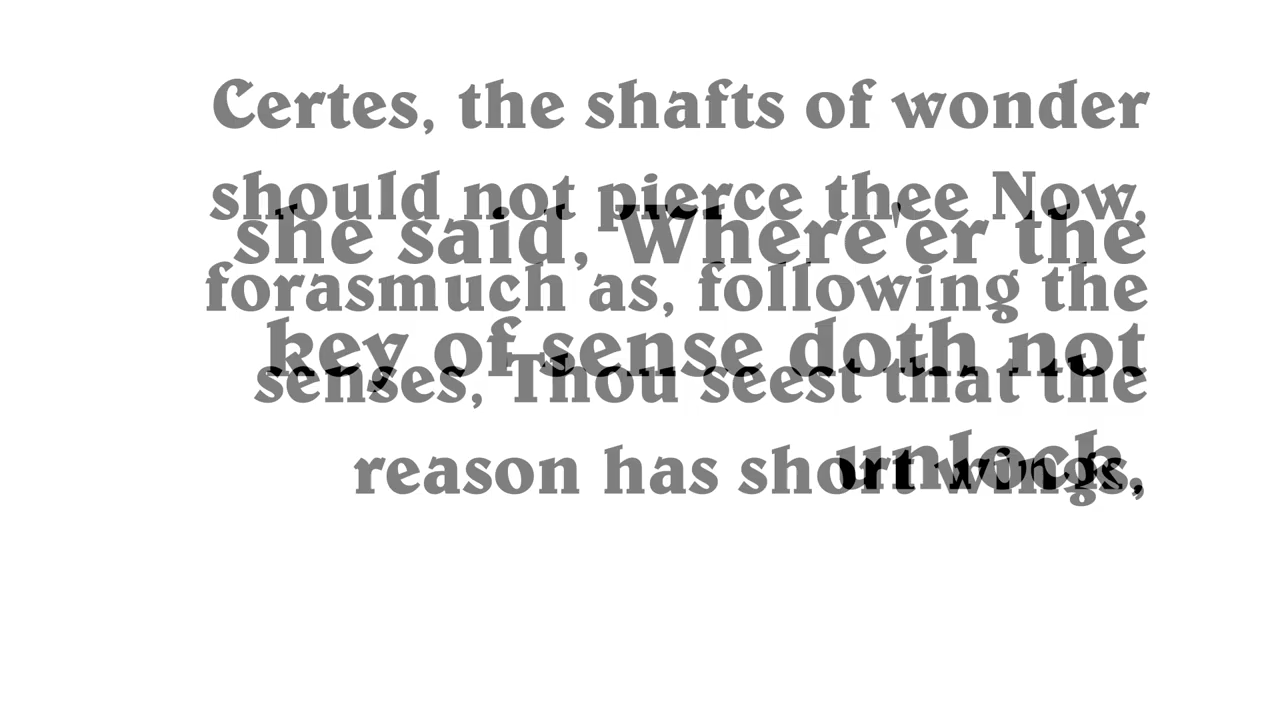 Certes, the shafts of wonder
should not pierce thee Now,
she said, Where'er the
forasmuch as, following the
key of sense doth not
senses, Thou seest that the
unlock,
reason has short wings,